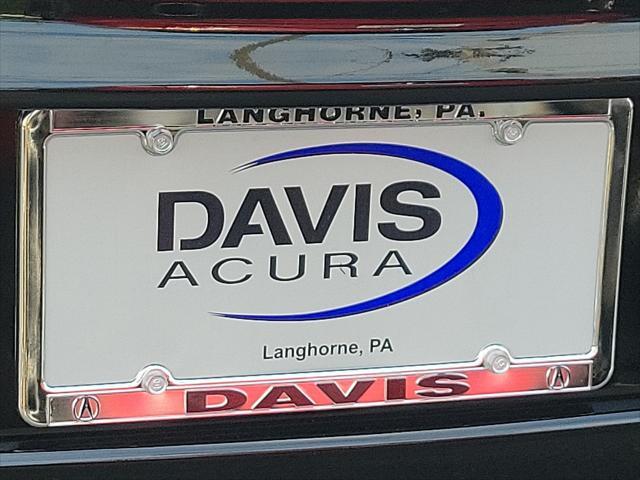 LANGHORNE, PA.
DAVIS
ACURA
Langhorne, PA
DAVIS